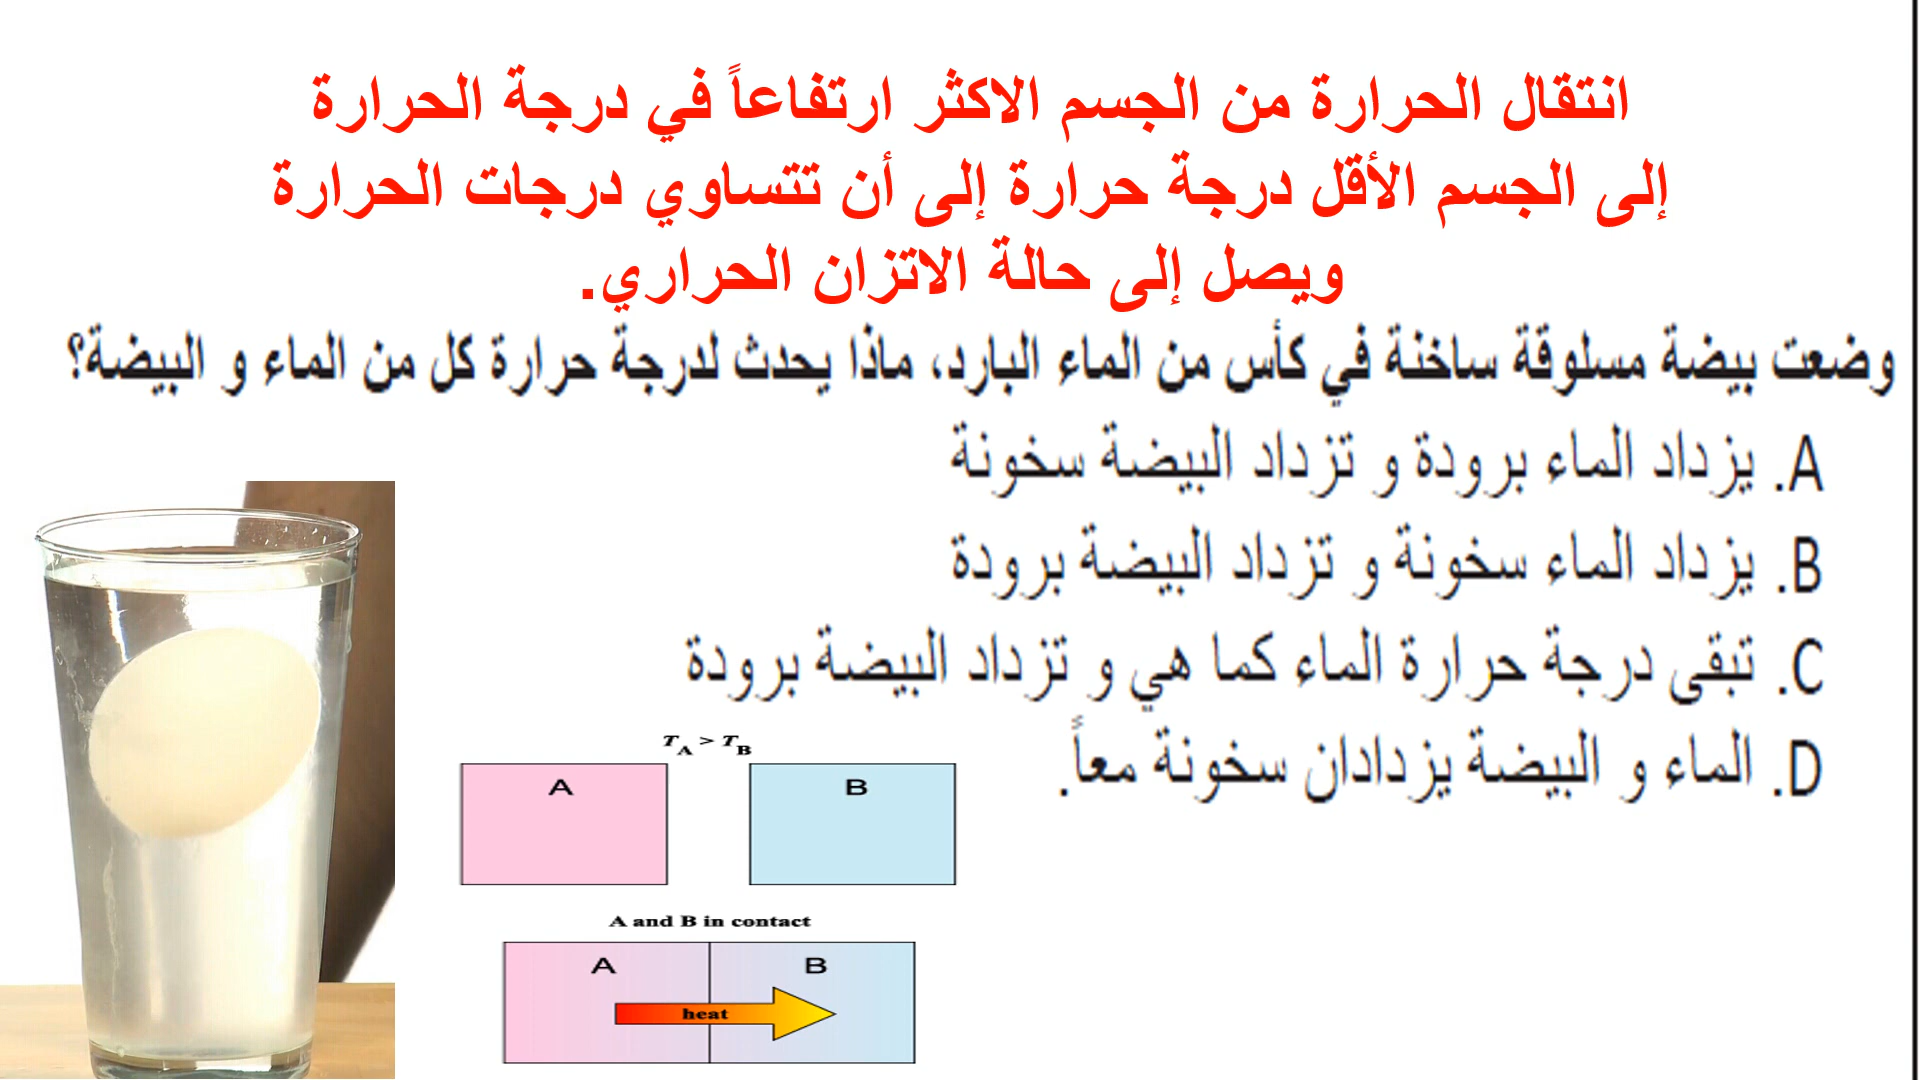 انتقال الحرارة من الجسم الاكثر ارتفاعاً في درجة الحرارة
إلى الجسم الأقل درجة حرارة إلى أن تتساوي درجات الحرارة
ويصل إلى حالة الاتزان الحراري.
وضعت بيضة مسلوقة ساخنة في كأس من الماء البارد، ماذا يحدث لدرجة حرارة كل من الماء و البيضة؟
A. يزداد الماء برودة و تزداد البيضة سخونة
B. يزداد الماء سخونة و تزداد البيضة برودة
C. تبقى درجة حرارة الماء كما هي و تزداد البيضة برودة
D. الماء و البيضة يزدادان سخونة معاً.
T_A > T_B
A B
A and B in contact
A B
heat